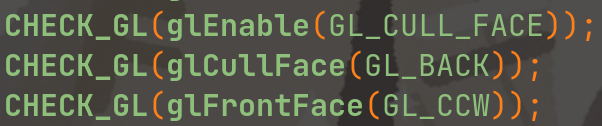 CHECK_GL(glEnable(GL_CULL_FACE));
CHECK_GL(glCullFace(GL_BACK));
CHECK_GL(glFrontFace(GL_CCW));